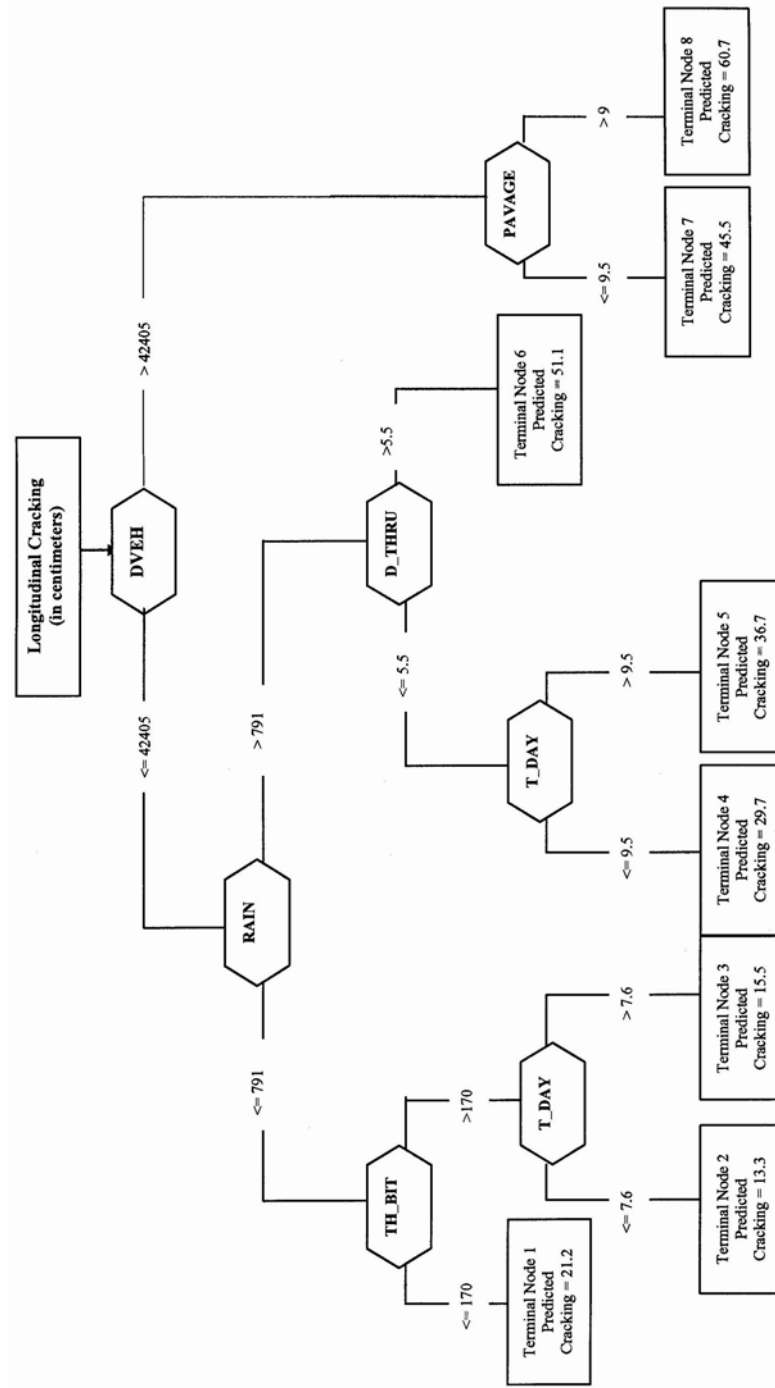 Longitudinal Cracking
(in centimeters)
DVEH
<= 42405
> 42405
RAIN
<= 791
> 791
TH_BIT
D_THRU
PAVAGE
<= 170
>170
<= 5.5
>5.5
<= 9.5
> 9
Terminal Node 1
Predicted
Cracking = 21.2
T_DAY
T_DAY
Terminal Node 6
Predicted
Cracking = 51.1
<= 7.6
> 7.6
<= 9.5
> 9.5
Terminal Node 7
Predicted
Cracking = 45.5
Terminal Node 8
Predicted
Cracking = 60.7
Terminal Node 2
Predicted
Cracking = 13.3
Terminal Node 3
Predicted
Cracking = 15.5
Terminal Node 4
Predicted
Cracking = 29.7
Terminal Node 5
Predicted
Cracking = 36.7